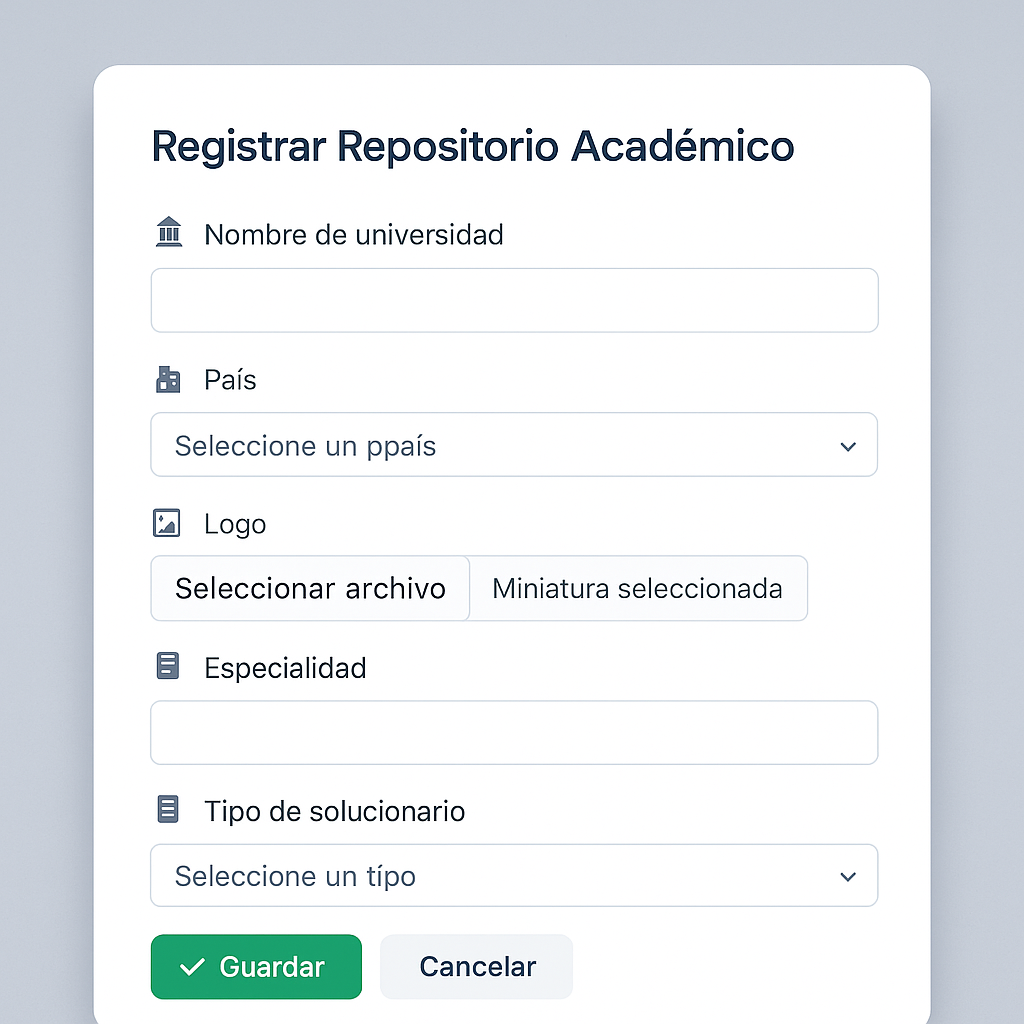 Registrar Repositorio Académico
Nombre de universidad
País
Seleccione un ppaís
Logo
Seleccionar archivo Miniatura seleccionada
Especialidad
Tipo de solucionario
Seleccione un típo
Guardar Cancelar